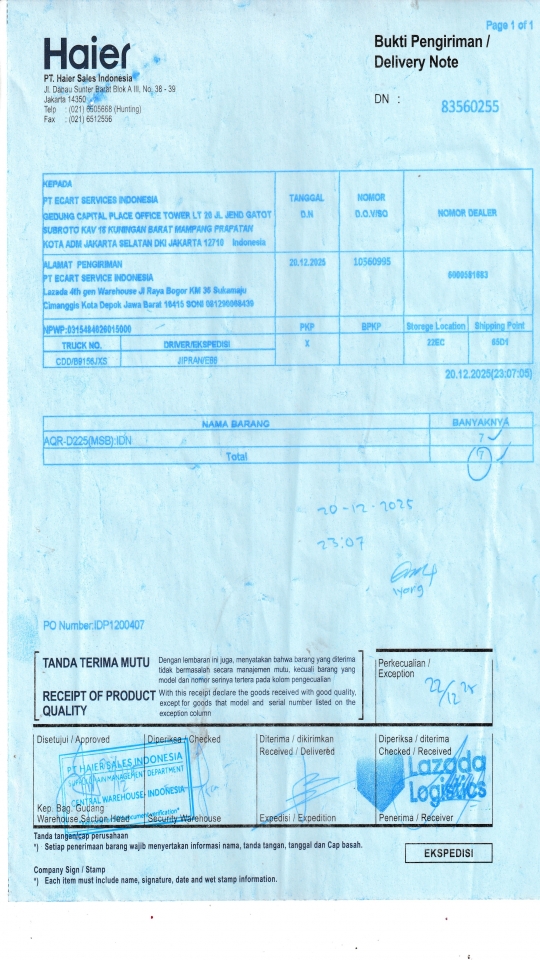 Page 1 of 1
Haier
Bukti Pengiriman /
Delivery Note
PT. Haier Sales Indonesia
Jl. Danau Sunter Barat Blok A III, No. 38 - 39
Jakarta 14350
Telp : (021) 6505668 (Hunting)
Fax : (021) 6512556
DN : 83560255
KEPADA
PT ECART SERVICES INDONESIA
GEDUNG CAPITAL PLACE OFFICE TOWER LT 20 JL JEND GATOT
SUBROTO KAV 18 KUNINGAN BARAT MAMPANG PRAPATAN
KOTA ADM JAKARTA SELATAN DKI JAKARTA 12710 Indonesia
TANGGAL
D.N
NOMOR
D.O.V/SO
NOMOR DEALER
ALAMAT PENGIRIMAN
PT ECART SERVICE INDONESIA
Lazada 4th gen Warehouse Jl Raya Bogor KM 36 Sukamaju
Cimanggis Kota Depok Jawa Barat 16415 SONI
20.12.2025
10560995
NPWP:0315484629015000
PKP
BPKP
Storage Location
Shipping Point
TRUCK NO.
DRIVER/EKSPEDISI
X
22EC
65D1
JIPRAN/E66
20.12.2025(23:07:05)
NAMA BARANG
BANYAKNYA
AQR-D225(MSB):IDN
7
Total
7
20-12-2025
23:07
PO Number:IDP1200407
TANDA TERIMA MUTU
Dengan lembaran ini juga, menyatakan bahwa barang yang diterima
tidak bermasalah secara manajemen mutu, kecuali barang yang
model dan nomor serinya tertera pada kolom pengecualian
RECEIPT OF PRODUCT
QUALITY
With this receipt declare the goods received with good quality,
except for goods that model and serial number listed on the
exception column
Perkecualian /
Exception
22/12 25
Disetujui / Approved
Diperiksa / Checked
Diterima / dikirimkan
Received / Delivered
Diperiksa / diterima
Checked / Received
PT HAIER SALES INDONESIA
SUPPLY CHAIN MANAGEMENT DEPARTMENT
CENTRAL WAREHOUSE- INDONESIA
Lazada
Logistics
Kep. Bag. Gudang
Warehouse Section Head
Security Warehouse
Expedisi / Expedition
Penerima / Receiver
Tanda tangan/cap perusahaan
*) Setiap penerimaan barang wajib menyertakan informasi nama, tanda tangan, tanggal dan Cap basah.
EKSPEDISI
Company Sign / Stamp
*) Each item must include name, signature, date and wet stamp information.